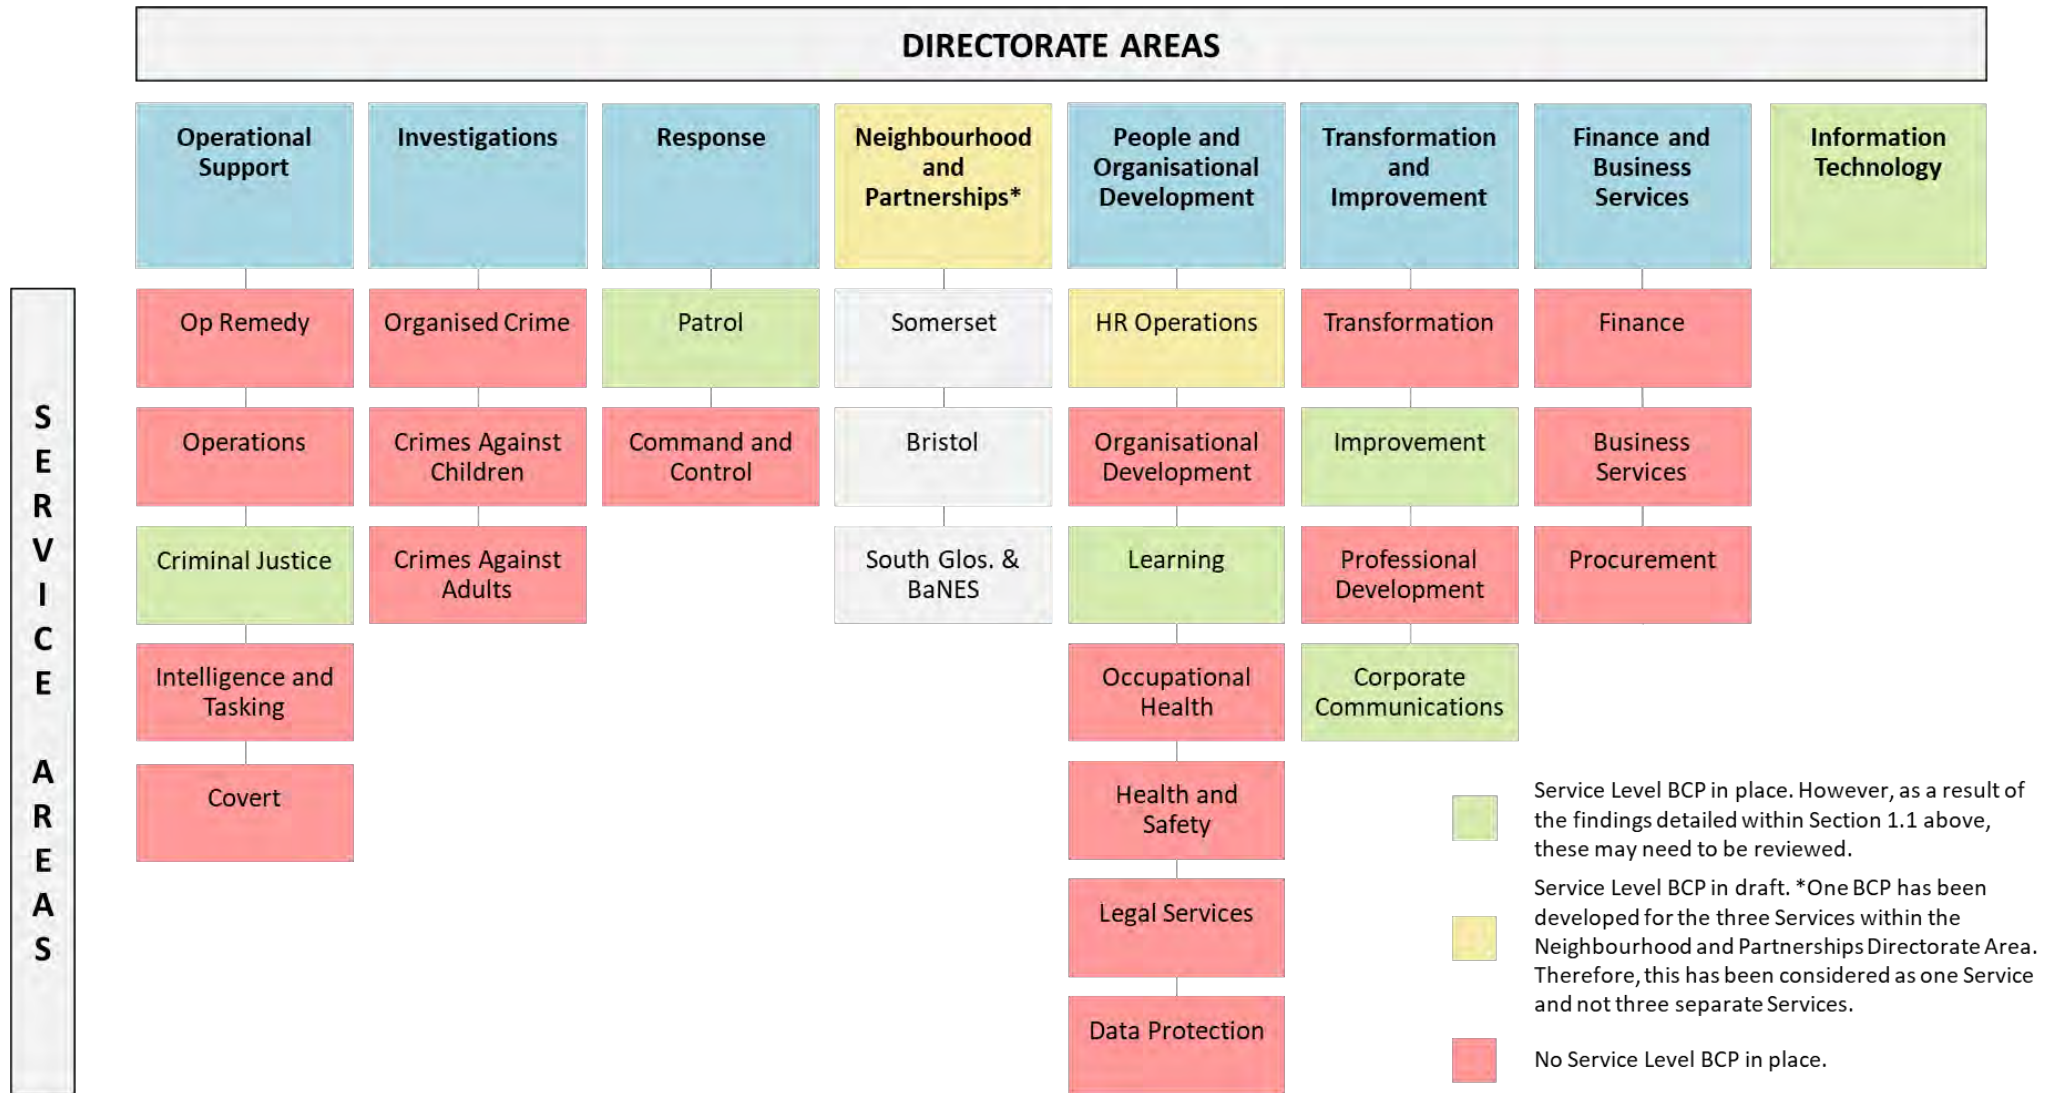 DIRECTORATE AREAS
Operational
Support
Investigations
Response
Neighbourhood
and
Partnerships*
People and
Organisational
Development
Transformation
and
Improvement
Finance and
Business
Services
Information
Technology
SERVICE AREAS
Op Remedy
Operations
Criminal Justice
Intelligence and
Tasking
Covert
Organised Crime
Crimes Against
Children
Crimes Against
Adults
Patrol
Command and
Control
Somerset
Bristol
South Glos. &
BaNES
HR Operations
Organisational
Development
Learning
Occupational
Health
Health and
Safety
Legal Services
Data Protection
Transformation
Improvement
Professional
Development
Corporate
Communications
Finance
Business
Services
Procurement
Service Level BCP in place. However, as a result of
the findings detailed within Section 1.1 above,
these may need to be reviewed.
Service Level BCP in draft. *One BCP has been
developed for the three Services within the
Neighbourhood and Partnerships Directorate Area.
Therefore, this has been considered as one Service
and not three separate Services.
No Service Level BCP in place.